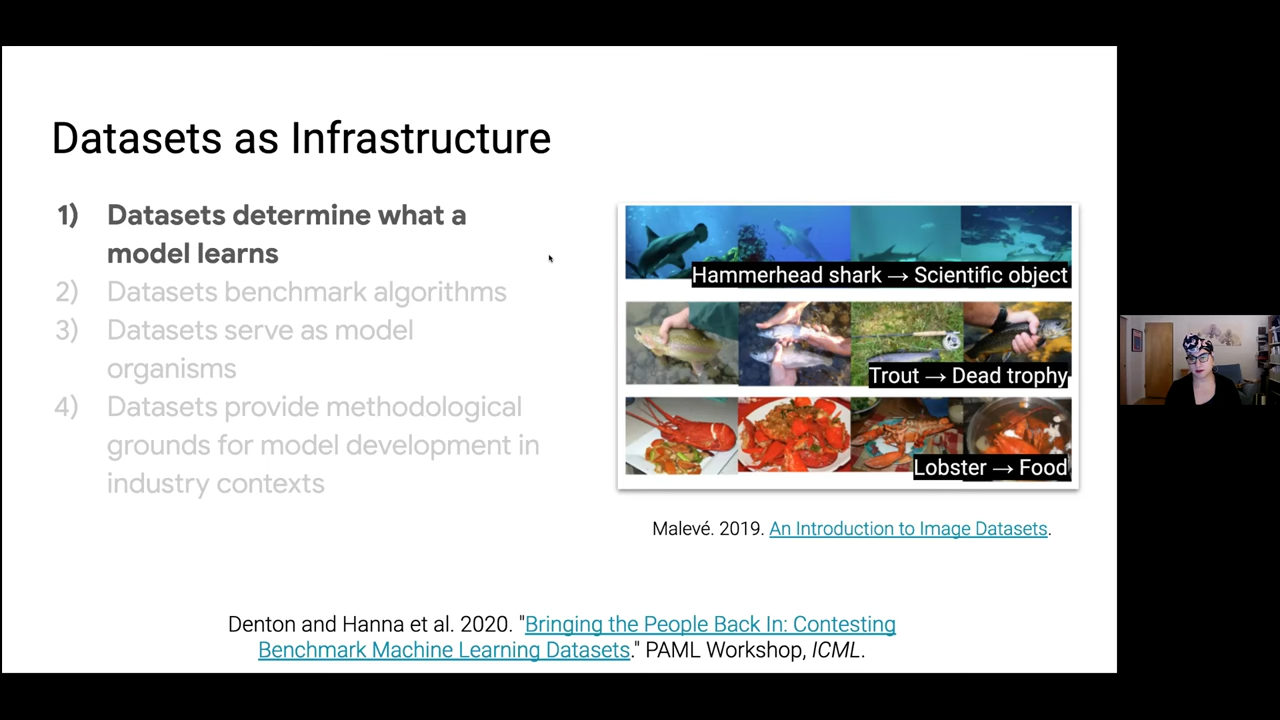 Datasets as Infrastructure
1) Datasets determine what a
model learns
2) Datasets benchmark algorithms
3) Datasets serve as model
organisms
4) Datasets provide methodological
grounds for model development in
industry contexts
Hammerhead shark → Scientific object
Trout → Dead trophy
Lobster → Food
Malevé. 2019. An Introduction to Image Datasets.
Denton and Hanna et al. 2020. "Bringing the People Back In: Contesting
Benchmark Machine Learning Datasets." PAML Workshop, ICML.